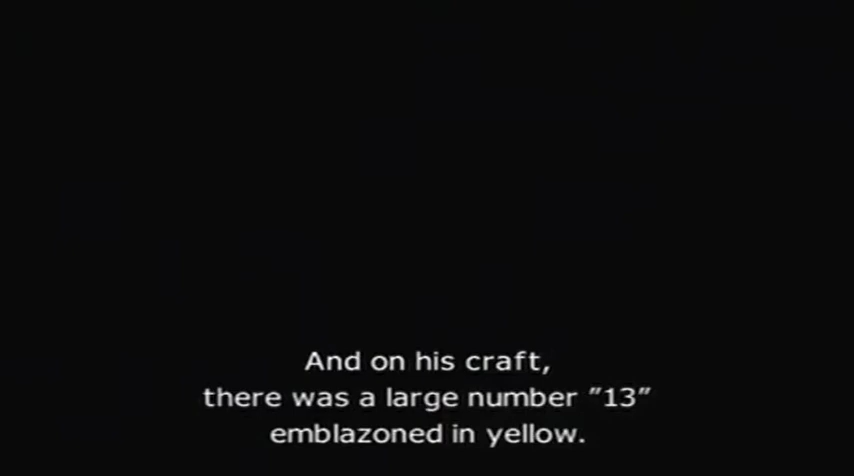 And on his craft,
there was a large number "13"
emblazoned in yellow.